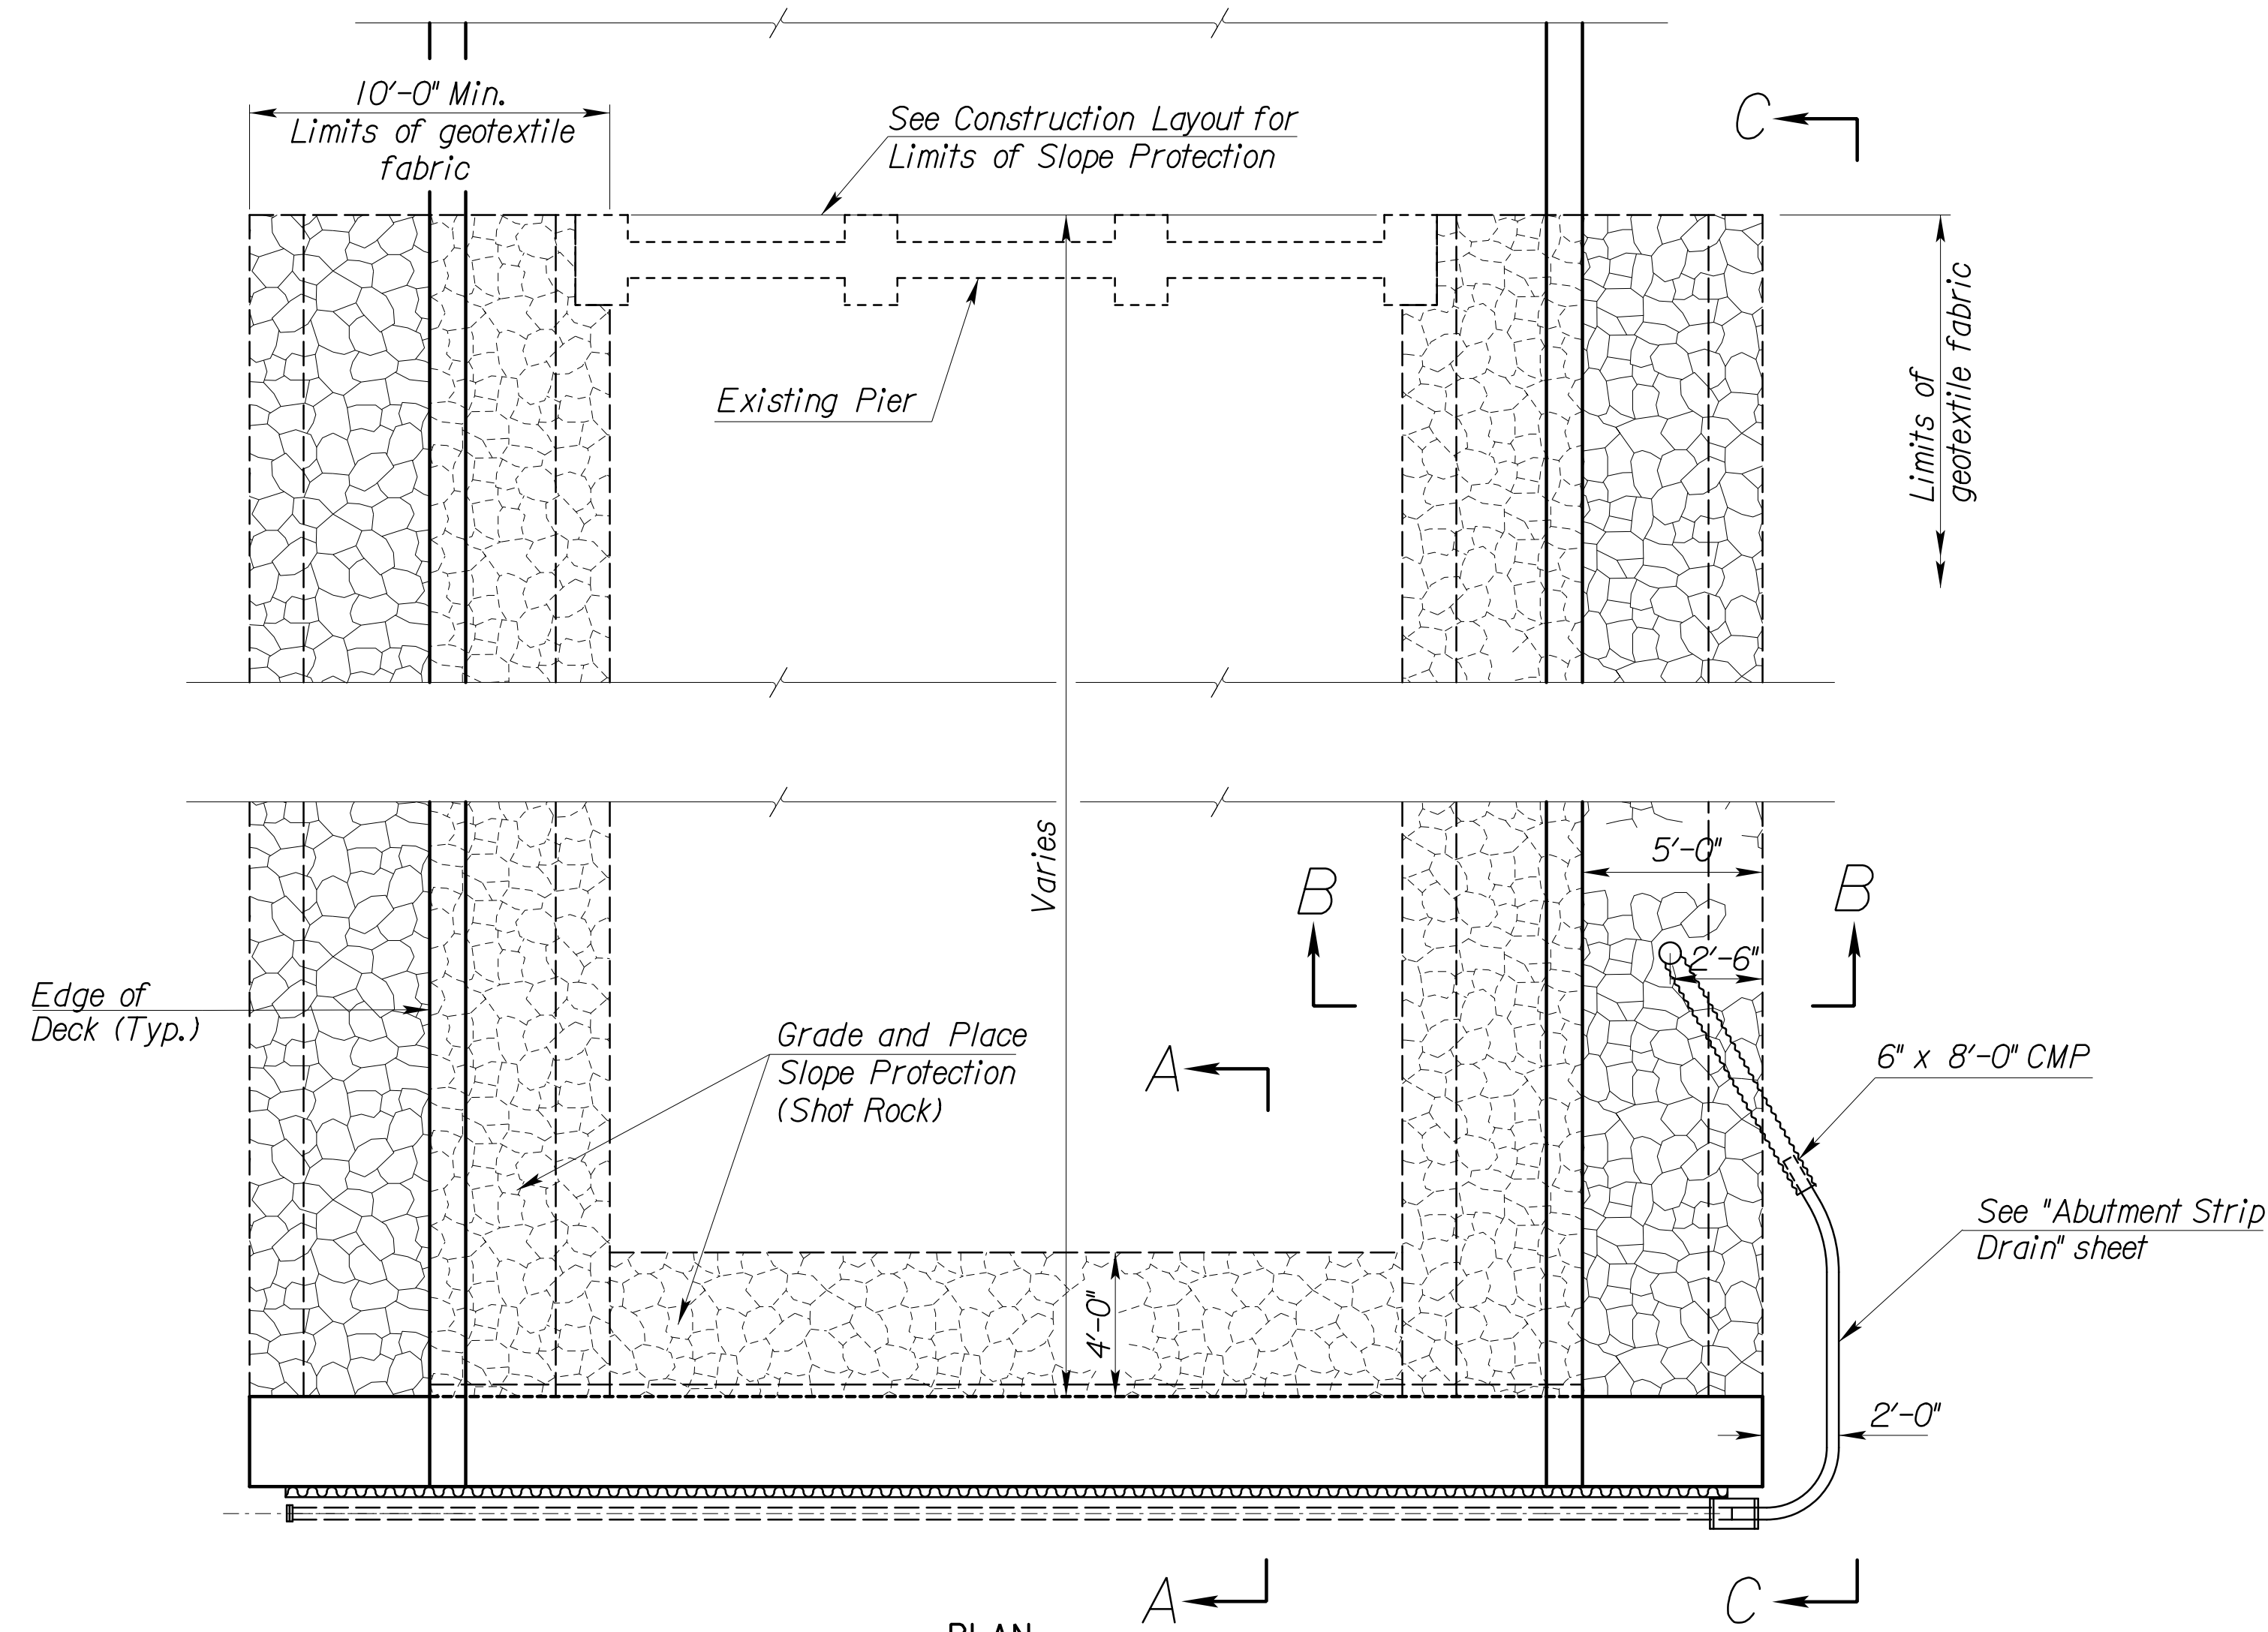 10'-0" Min.
Limits of geotextile
fabric
See Construction Layout for
Limits of Slope Protection
C
Limits of
geotextile fabric
Existing Pier
Varies
5'-0"
B
B
2'-6"
Edge of
Deck (Typ.)
Grade and Place
Slope Protection
(Shot Rock)
A
6" x 8'-0" CMP
See "Abutment Strip
Drain" sheet
4'-0"
2'-0"
A
C
PLAN